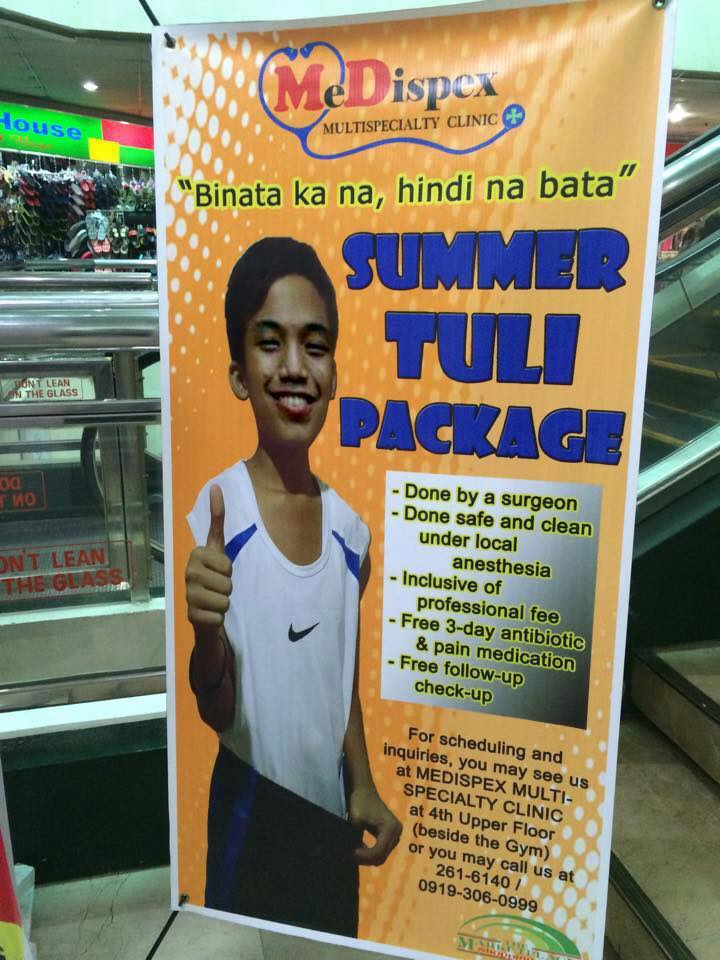 House
MeDispex
MULTISPECIALTY CLINIC
"Binata ka na, hindi na bata"
SUMMER
TULI
PACKAGE
- Done by a surgeon
- Done safe and clean
under local
anesthesia
- Inclusive of
professional fee
- Free 3-day antibiotic
& pain medication
- Free follow-up
check-up
For scheduling and
inquiries, you may see us
at MEDISPEX MULTI-
SPECIALTY CLINIC
at 4th Upper Floor
(beside the Gym)
or you may call us at
261-6140 /
0919-306-0999
DON'T LEAN
ON THE GLASS
DON'T LEAN
THE GLASS